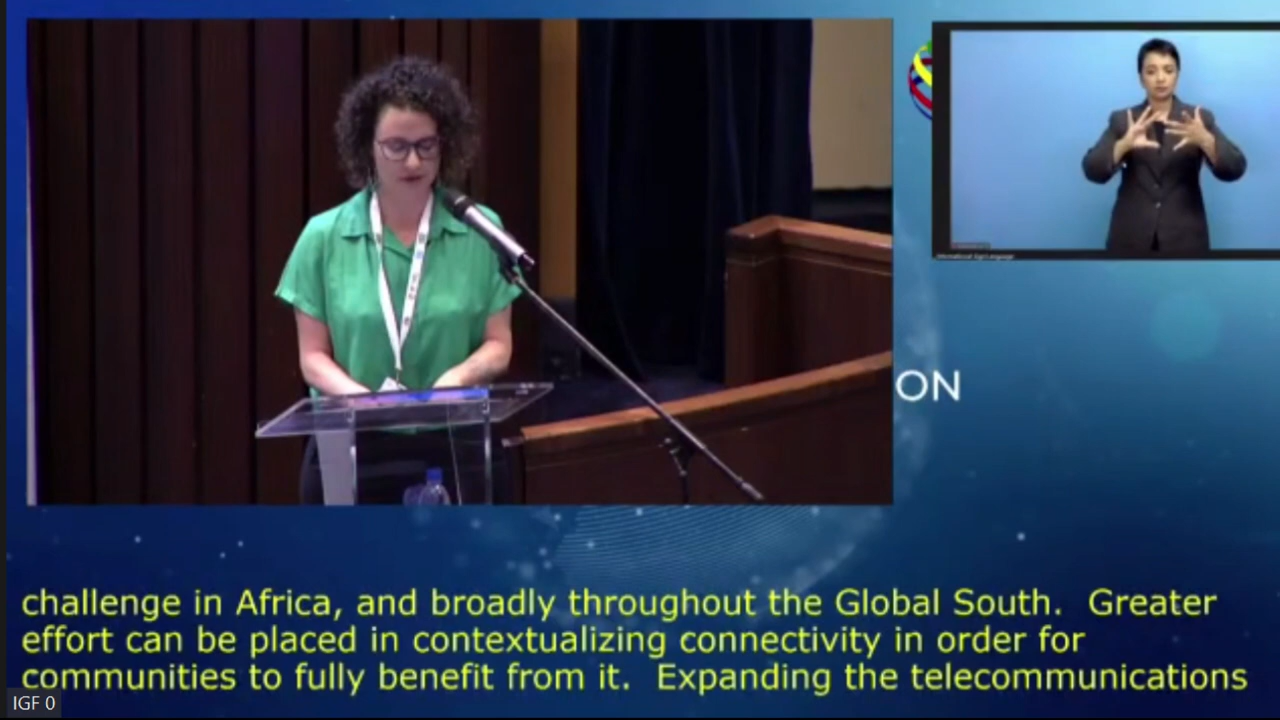 ON
challenge in Africa, and broadly throughout the Global South.  Greater
effort can be placed in contextualizing connectivity in order for
communities to fully benefit from it.  Expanding the telecommunications
IGF 0